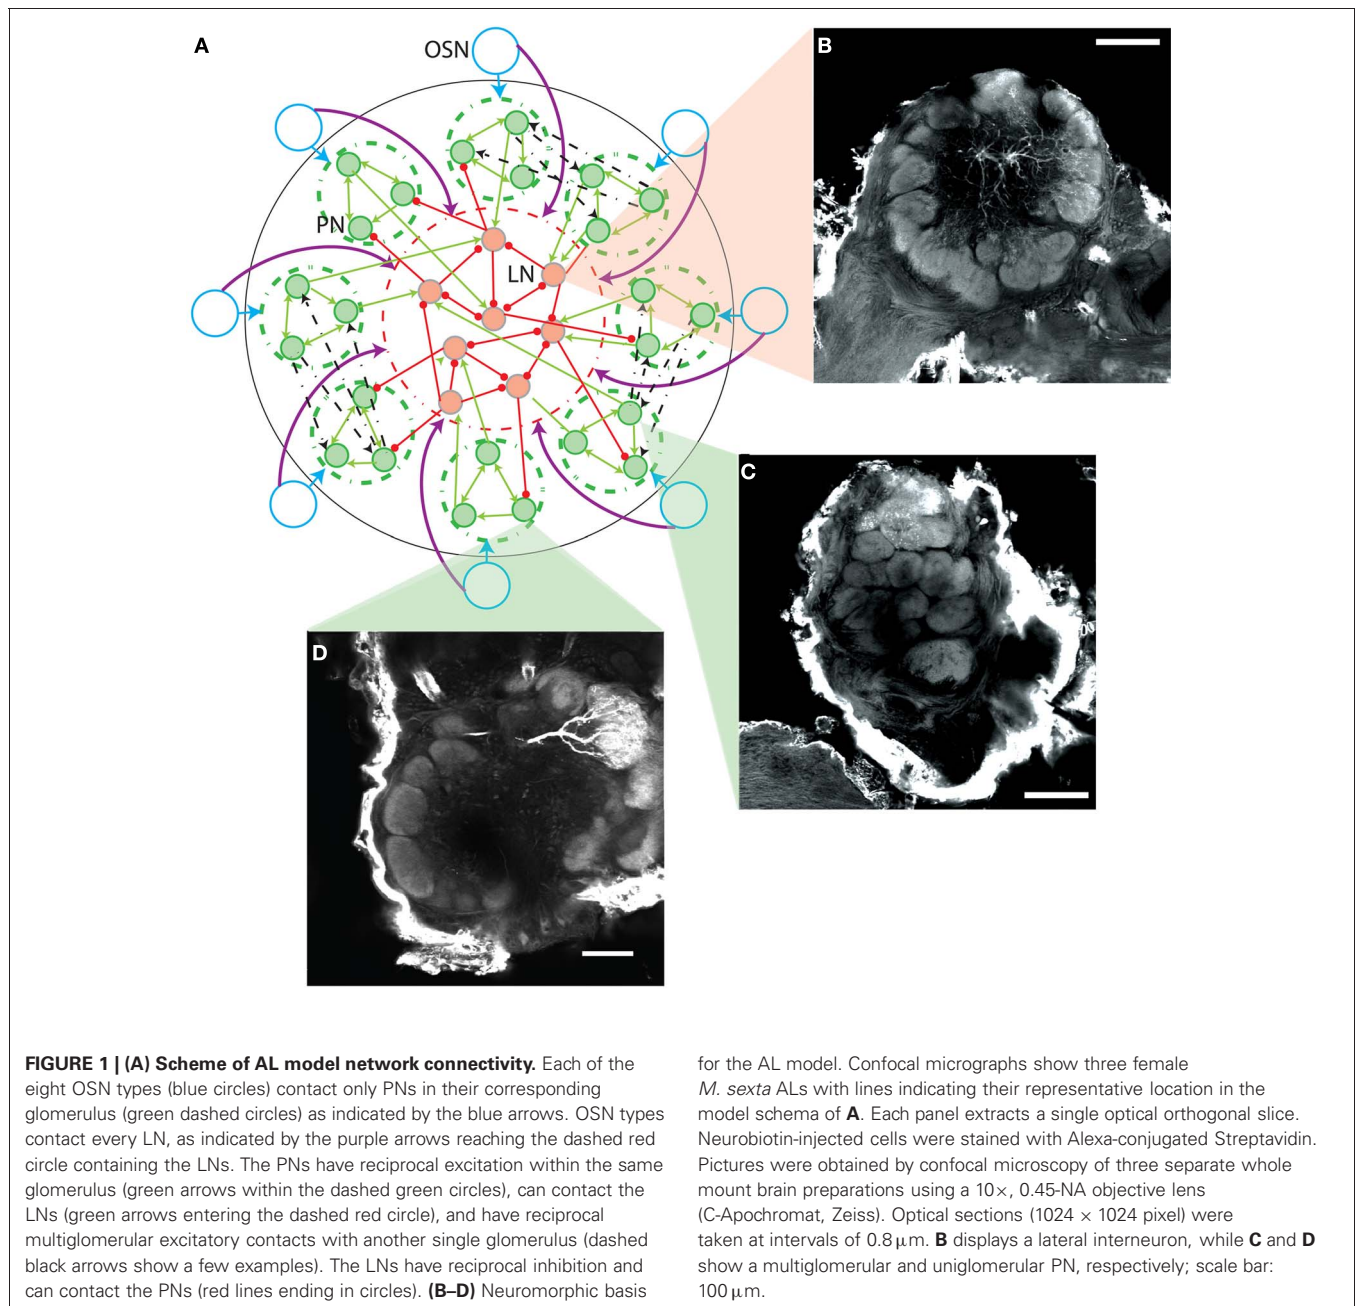 A
OSN
B
PN
LN
C
D
FIGURE 1 | (A) Scheme of AL model network connectivity. Each of the
eight OSN types (blue circles) contact only PNs in their corresponding
glomerulus (green dashed circles) as indicated by the blue arrows. OSN types
contact every LN, as indicated by the purple arrows reaching the dashed red
circle containing the LNs. The PNs have reciprocal excitation within the same
glomerulus (green arrows within the dashed green circles), can contact the
LNs (green arrows entering the dashed red circle), and have reciprocal
multiglomerular excitatory contacts with another single glomerulus (dashed
black arrows show a few examples). The LNs have reciprocal inhibition and
can contact the PNs (red lines ending in circles). (B–D) Neuromorphic basis
for the AL model. Confocal micrographs show three female
M. sexta ALs with lines indicating their representative location in the
model schema of A. Each panel extracts a single optical orthogonal slice.
Neurobiotin-injected cells were stained with Alexa-conjugated Streptavidin.
Pictures were obtained by confocal microscopy of three separate whole
mount brain preparations using a 10×, 0.45-NA objective lens
(C-Apochromat, Zeiss). Optical sections (1024 × 1024 pixel) were
taken at intervals of 0.8 μm. B displays a lateral interneuron, while C and D
show a multiglomerular and uniglomerular PN, respectively; scale bar:
100 μm.